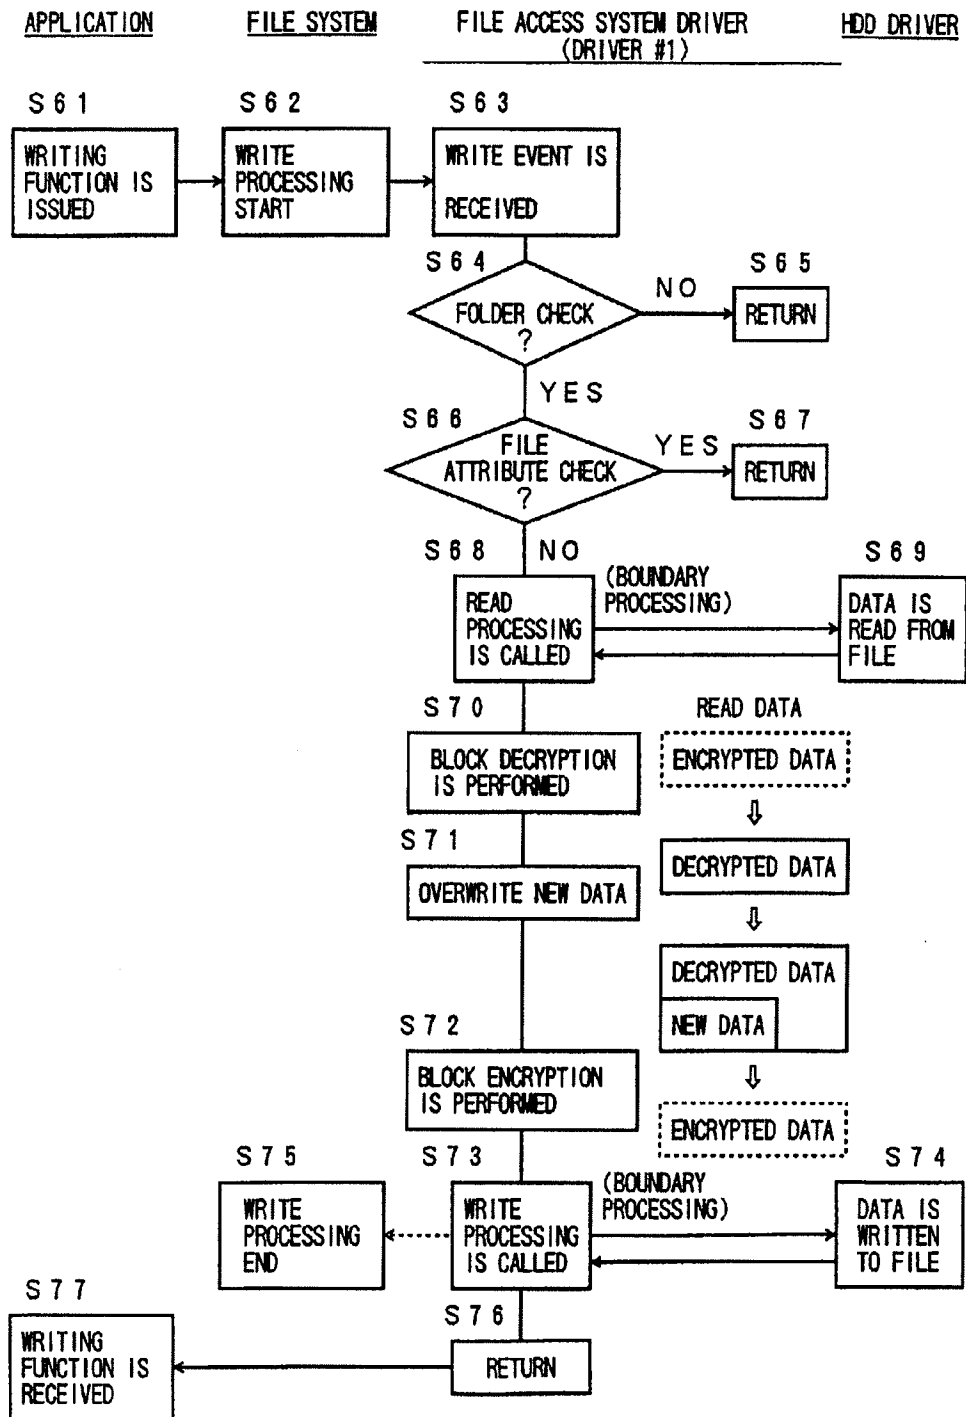 APPLICATION
FILE SYSTEM
FILE ACCESS SYSTEM DRIVER
(DRIVER #1)
HDD DRIVER
S61
WRITING
FUNCTION IS
ISSUED
S62
WRITE
PROCESSING
START
S63
WRITE EVENT IS
RECEIVED
S64
FOLDER CHECK
?
NO
S65
RETURN
YES
S66
FILE
ATTRIBUTE CHECK
?
YES
S67
RETURN
NO
S68
READ
PROCESSING
IS CALLED
(BOUNDARY
PROCESSING)
S69
DATA IS
READ FROM
FILE
S70
BLOCK DECRYPTION
IS PERFORMED
READ DATA
ENCRYPTED DATA
S71
OVERWRITE NEW DATA
DECRYPTED DATA
DECRYPTED DATA
NEW DATA
S72
BLOCK ENCRYPTION
IS PERFORMED
ENCRYPTED DATA
S75
WRITE
PROCESSING
END
S73
WRITE
PROCESSING
IS CALLED
(BOUNDARY
PROCESSING)
S74
DATA IS
WRITTEN
TO FILE
S76
RETURN
S77
WRITING
FUNCTION IS
RECEIVED